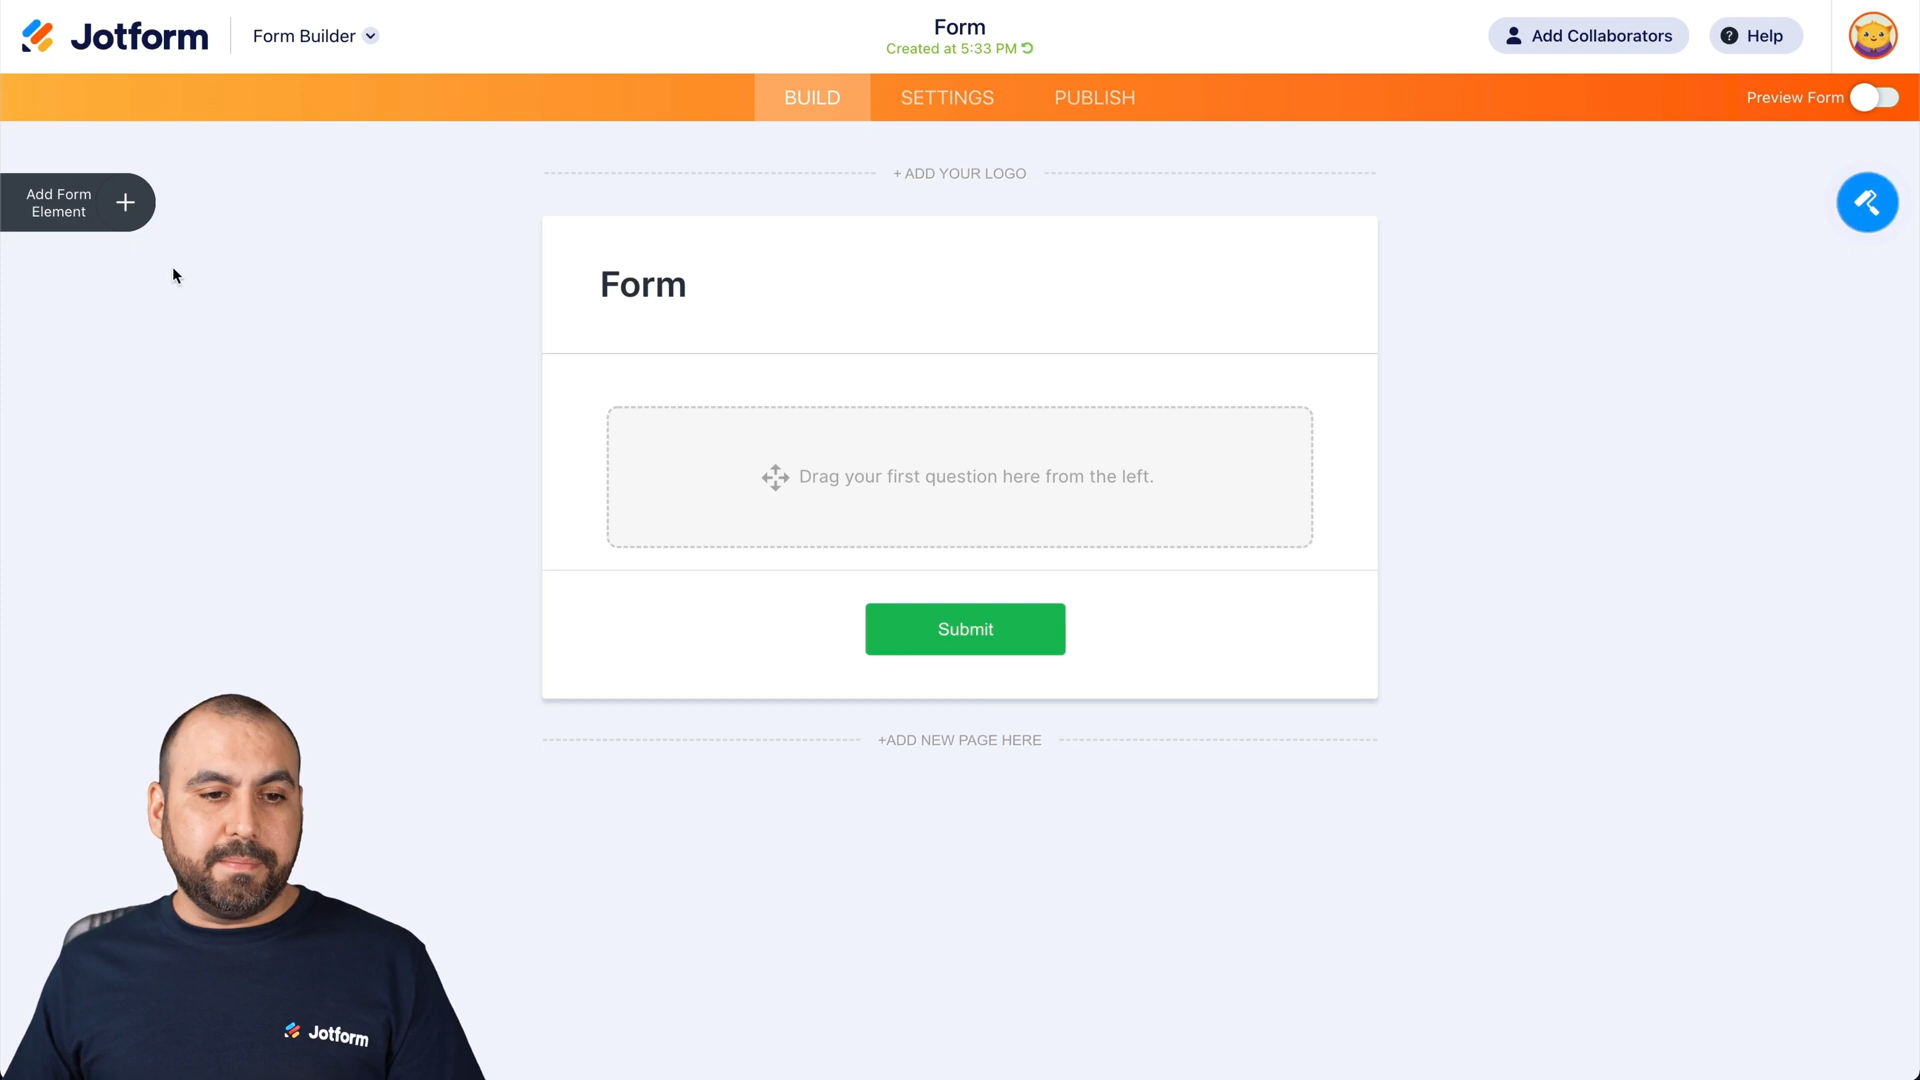 Jotform
Form Builder
Form
Created at 5:33 PM
Add Collaborators
? Help
BUILD
SETTINGS
PUBLISH
Preview Form
+ ADD YOUR LOGO
Add Form
Element
Form
Drag your first question here from the left.
Submit
+ADD NEW PAGE HERE
Jotform